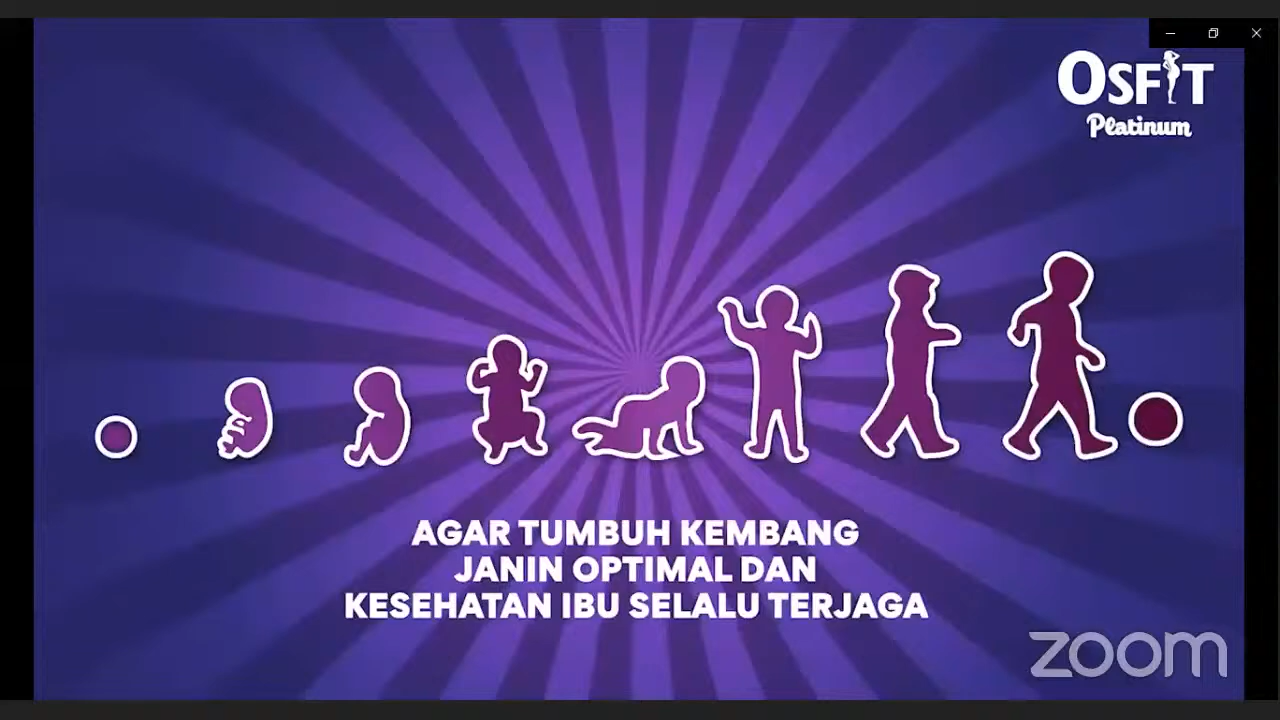 OSFIT
Platinum
AGAR TUMBUH KEMBANG
JANIN OPTIMAL DAN
KESEHATAN IBU SELALU TERJAGA
zoom